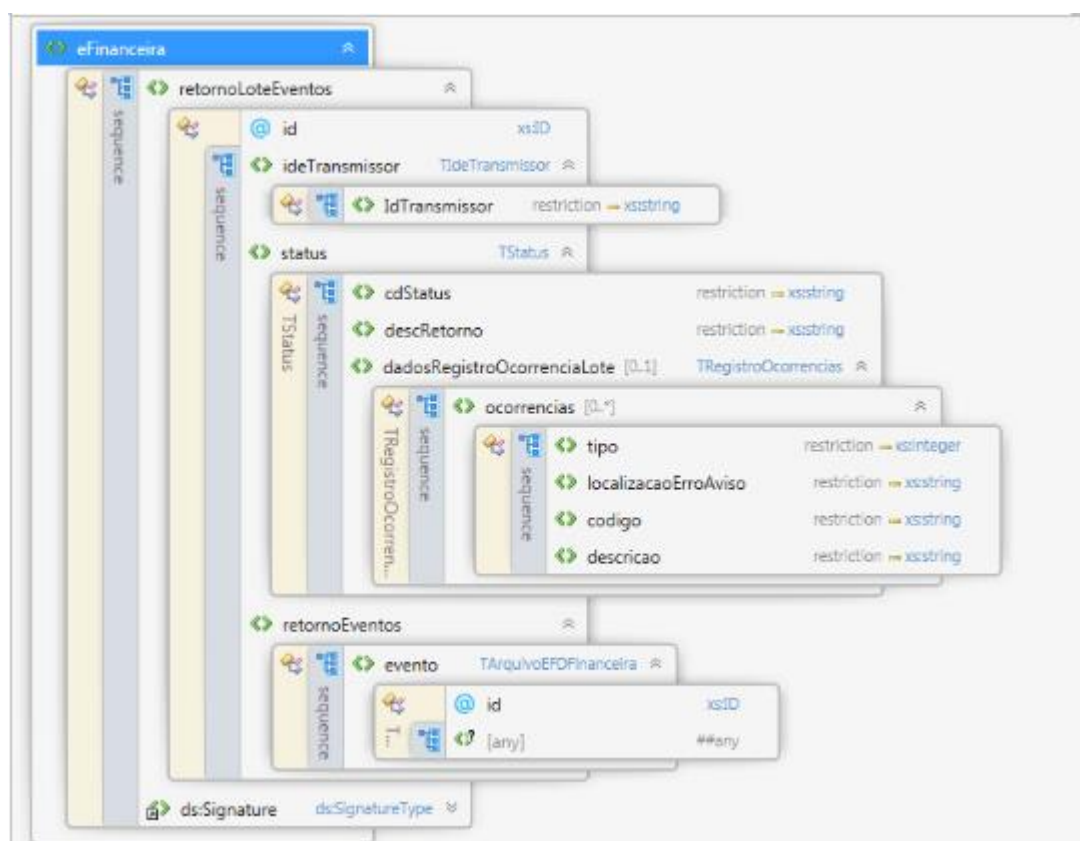 eFinanceira
sequence
retornoLoteEventos
sequence
@ id xs:ID
ideTransmissor TIdeTransmissor
IdTransmissor restriction xs:string
status TStatus
TStatus
sequence
cdStatus restriction xs:string
descRetorno restriction xs:string
dadosRegistroOcorrenciaLote [0..1] TRegistroOcorrencias
TRegistroOcorren...
sequence
ocorrencias [0..*]
sequence
tipo restriction xs:integer
localizacaoErroAviso restriction xs:string
codigo restriction xs:string
descricao restriction xs:string
retornoEventos
sequence
evento TArquivoEFDFinanceira
T...
@ id xs:ID
[any] ##any
ds:Signature ds:SignatureType